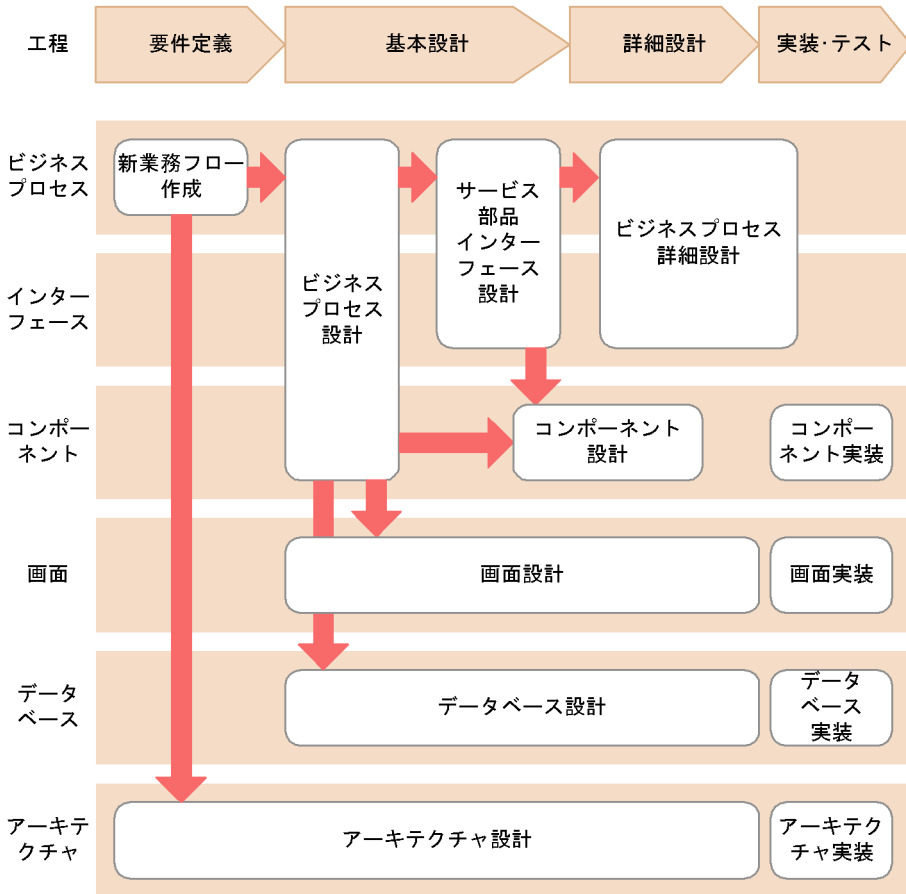 工程
要件定義
基本設計
詳細設計
実装･テスト
ビジネス
プロセス
新業務フロー
作成
ビジネス
プロセス
設計
サービス
部品
インター
フェース
設計
ビジネスプロセス
詳細設計
インター
フェース
コンポー
ネント
コンポーネント
設計
コンポー
ネント実装
画面
画面設計
画面実装
データ
ベース
データベース設計
データ
ベース
実装
アーキテ
クチャ
アーキテクチャ設計
アーキテク
チャ実装